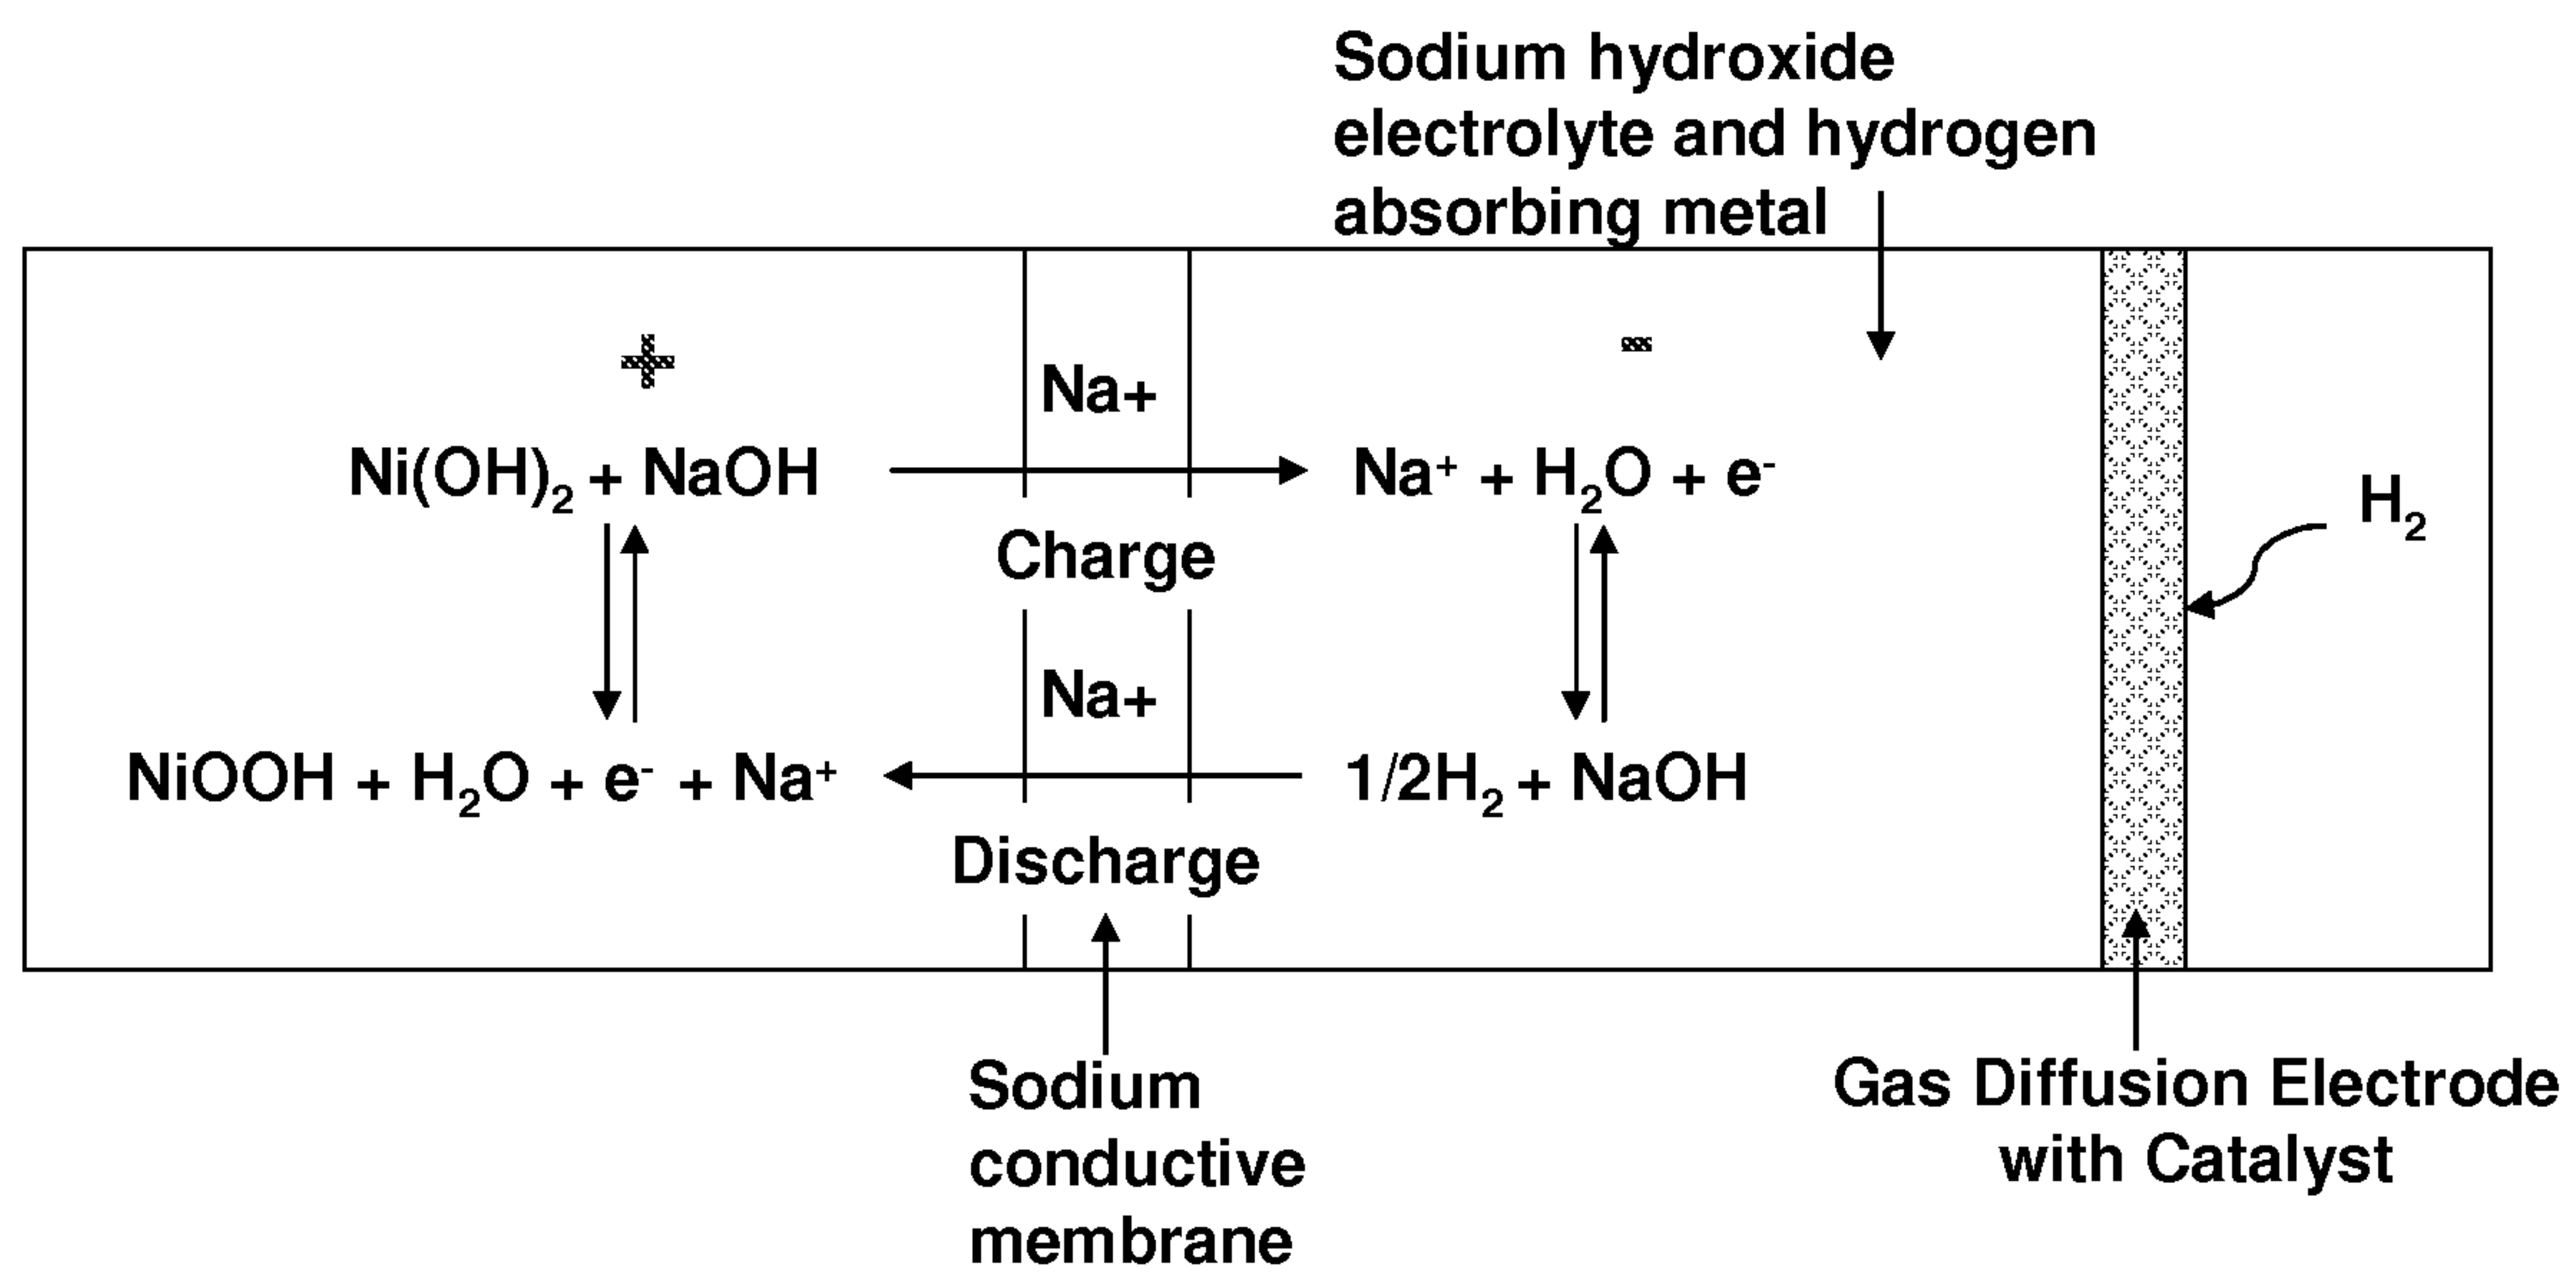 Sodium hydroxide
electrolyte and hydrogen
absorbing metal
+
-
Na+
Ni(OH)₂ + NaOH
Na⁺ + H₂O + e⁻
H₂
Charge
Na+
NiOOH + H₂O + e⁻ + Na⁺
1/2H₂ + NaOH
Discharge
Sodium
conductive
membrane
Gas Diffusion Electrode
with Catalyst